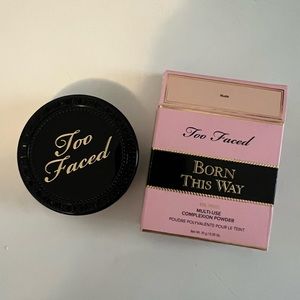 Too
Faced
Nude
Too Faced
BORN
THIS WAY
MULTI-USE
COMPLEXION POWDER
POUDRE POLYVALENTE POUR LE TEINT